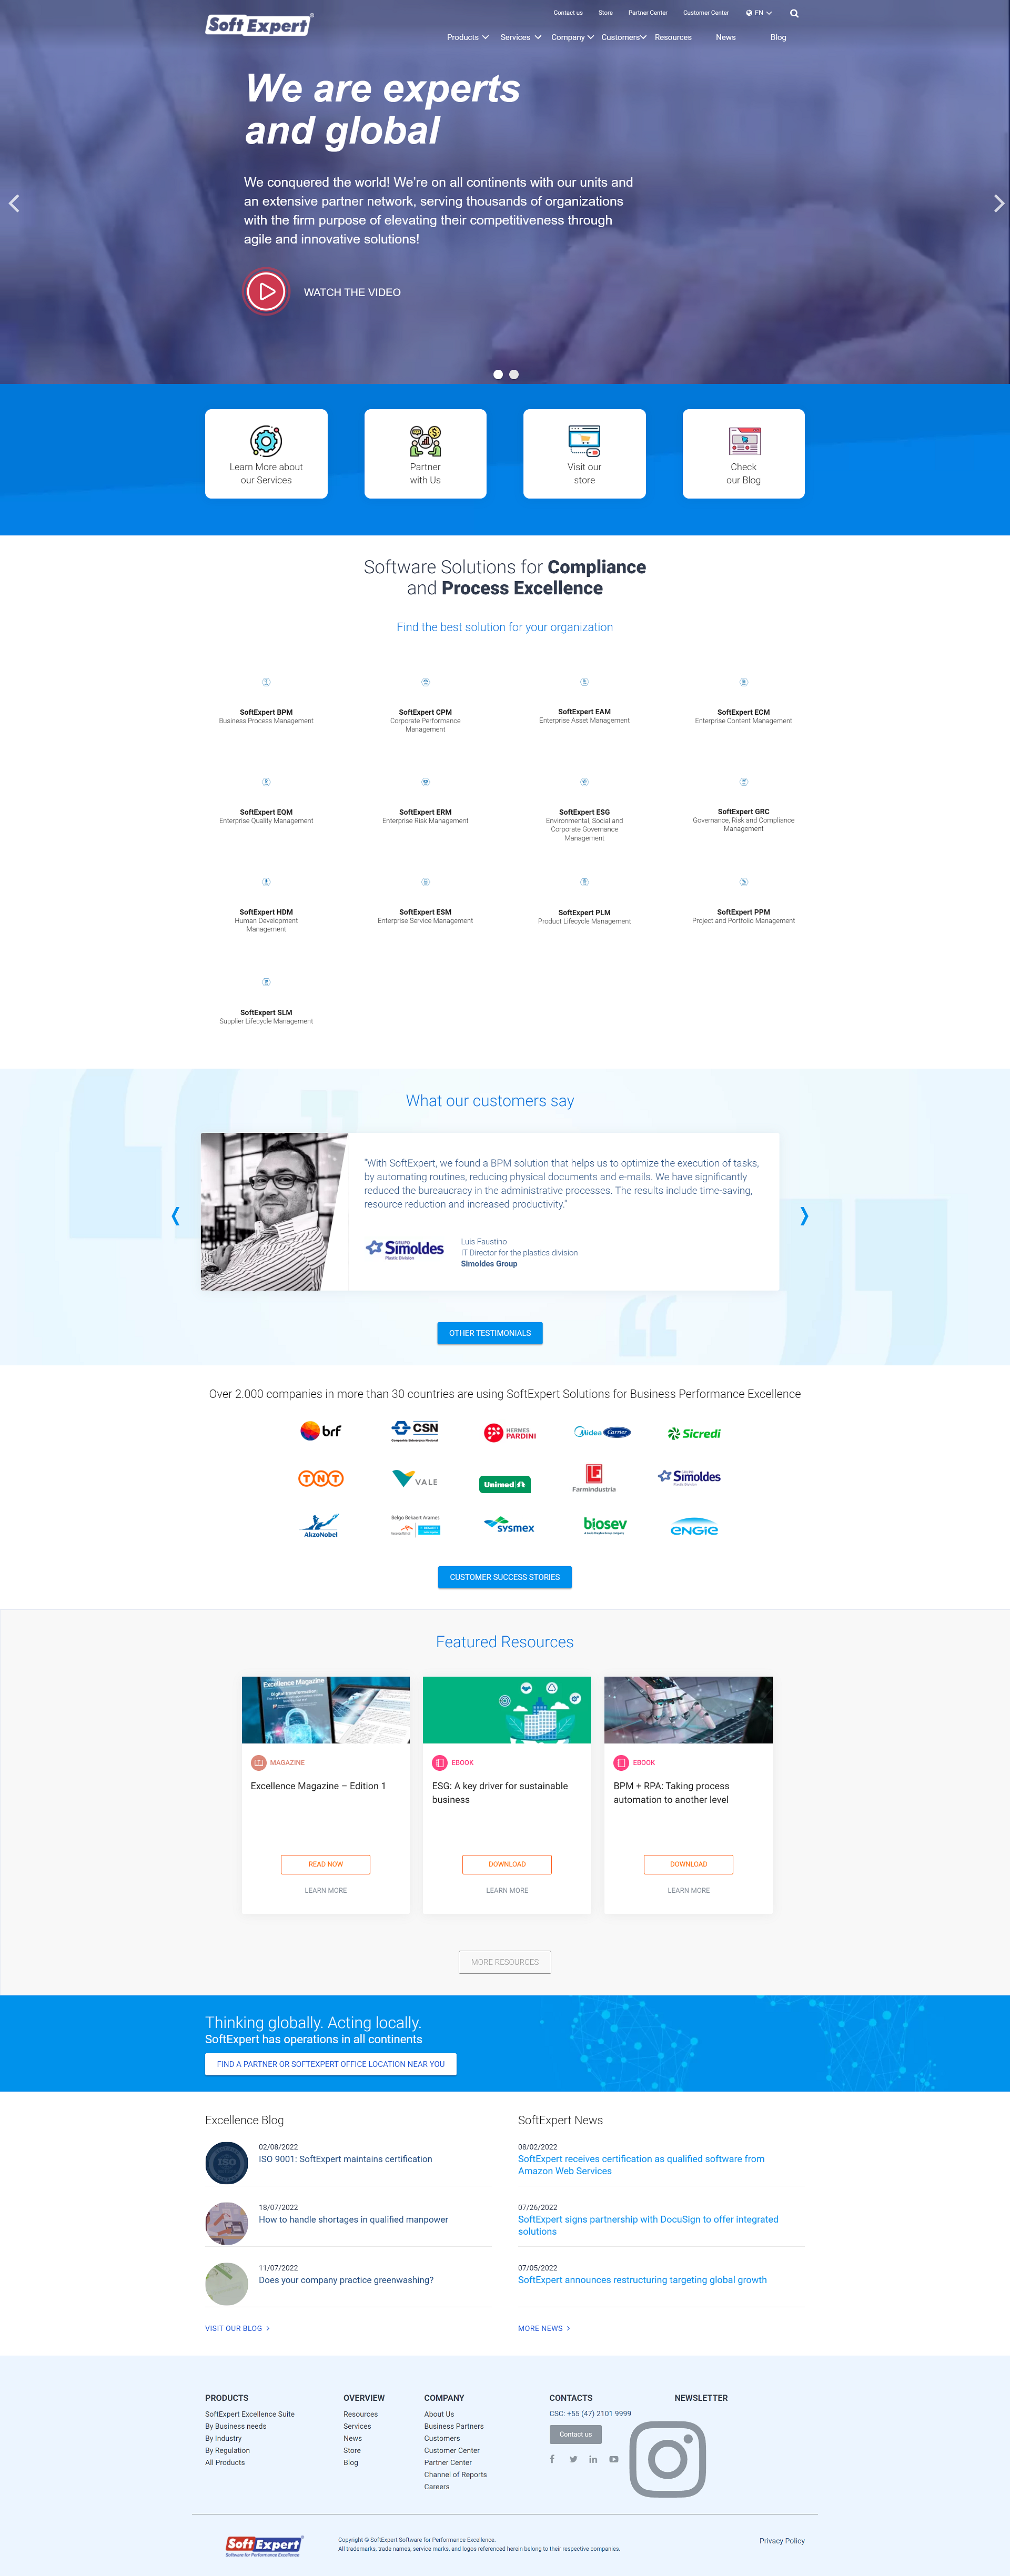 Contact us Store Partner Center Customer Center EN
SoftExpert®
Products Services Company Customers Resources News Blog
We are experts
and global
We conquered the world! We're on all continents with our units and
an extensive partner network, serving thousands of organizations
with the firm purpose of elevating their competitiveness through
agile and innovative solutions!
WATCH THE VIDEO
Learn More about
our Services
Partner
with Us
Visit our
store
Check
our Blog
Software Solutions for Compliance
and Process Excellence
Find the best solution for your organization
SoftExpert BPM
Business Process Management
SoftExpert CPM
Corporate Performance
Management
SoftExpert EAM
Enterprise Asset Management
SoftExpert ECM
Enterprise Content Management
SoftExpert EQM
Enterprise Quality Management
SoftExpert ERM
Enterprise Risk Management
SoftExpert ESG
Environmental, Social and
Corporate Governance
Management
SoftExpert GRC
Governance, Risk and Compliance
Management
SoftExpert HDM
Human Development
Management
SoftExpert ESM
Enterprise Service Management
SoftExpert PLM
Product Lifecycle Management
SoftExpert PPM
Project and Portfolio Management
SoftExpert SLM
Supplier Lifecycle Management
What our customers say
"With SoftExpert, we found a BPM solution that helps us to optimize the execution of tasks,
by automating routines, reducing physical documents and e-mails. We have significantly
reduced the bureaucracy in the administrative processes. The results include time-saving,
resource reduction and increased productivity."
GRUPO
Simoldes
Plastic Division
Luis Faustino
IT Director for the plastics division
Simoldes Group
OTHER TESTIMONIALS
Over 2.000 companies in more than 30 countries are using SoftExpert Solutions for Business Performance Excellence
brf
CSN
Companhia Siderúrgica Nacional
HERMES
PARDINI
Midea Carrier
Sicredi
TNT
VALE
Unimed
Farmindustria
GRUPO
Simoldes
AkzoNobel
Belgo Bekaert Arames
ArcelorMittal
sysmex
biosev
ENGIE
CUSTOMER SUCCESS STORIES
Featured Resources
Excellence Magazine
Digital transformation:
MAGAZINE
Excellence Magazine – Edition 1
READ NOW
LEARN MORE
EBOOK
ESG: A key driver for sustainable
business
DOWNLOAD
LEARN MORE
EBOOK
BPM + RPA: Taking process
automation to another level
DOWNLOAD
LEARN MORE
MORE RESOURCES
Thinking globally. Acting locally.
SoftExpert has operations in all continents
FIND A PARTNER OR SOFTEXPERT OFFICE LOCATION NEAR YOU
Excellence Blog
ISO
02/08/2022
ISO 9001: SoftExpert maintains certification
18/07/2022
How to handle shortages in qualified manpower
11/07/2022
Does your company practice greenwashing?
VISIT OUR BLOG
SoftExpert News
08/02/2022
SoftExpert receives certification as qualified software from
Amazon Web Services
07/26/2022
SoftExpert signs partnership with DocuSign to offer integrated
solutions
07/05/2022
SoftExpert announces restructuring targeting global growth
MORE NEWS
PRODUCTS
SoftExpert Excellence Suite
By Business needs
By Industry
By Regulation
All Products
OVERVIEW
Resources
Services
News
Store
Blog
COMPANY
About Us
Business Partners
Customers
Customer Center
Partner Center
Channel of Reports
Careers
CONTACTS
CSC: +55 (47) 2101 9999
Contact us
NEWSLETTER
SoftExpert®
Software for Performance Excellence
Copyright © SoftExpert Software for Performance Excellence.
All trademarks, trade names, service marks, and logos referenced herein belong to their respective companies.
Privacy Policy